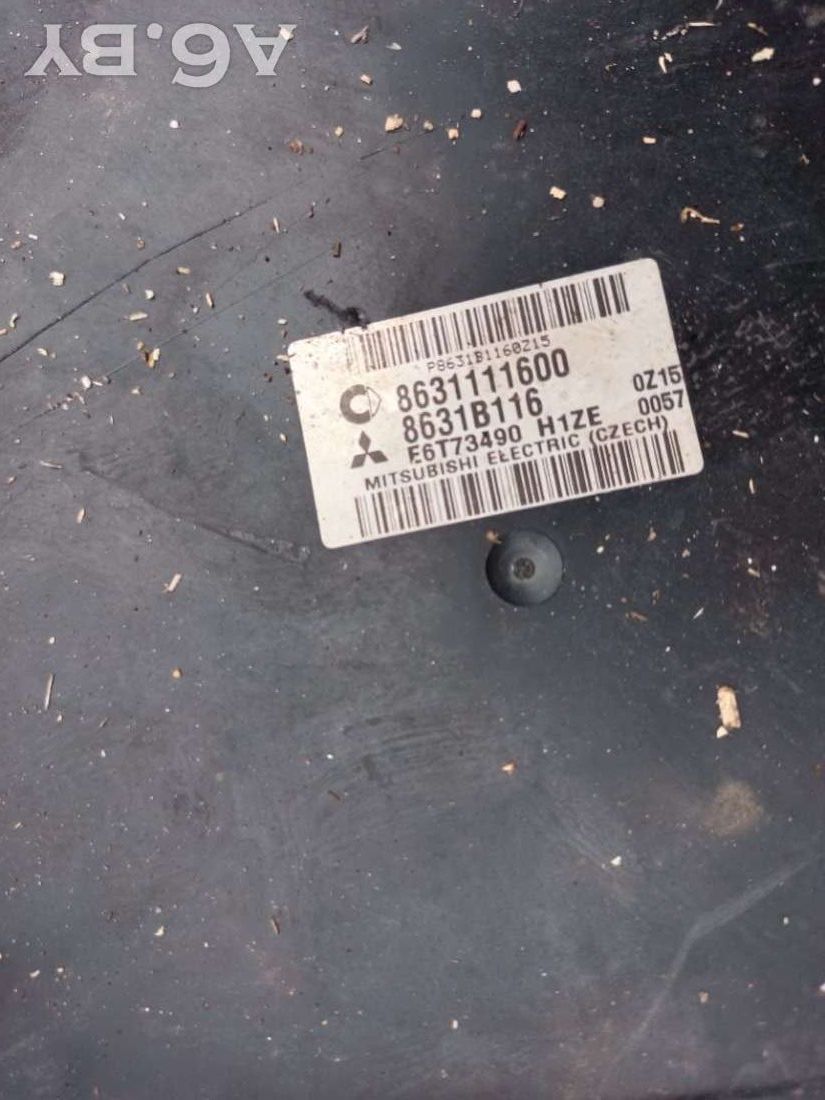 A6.BY
P8631B1160Z15
8631111600
8631B116 0Z15
E6T73490 H1ZE 0057
MITSUBISHI ELECTRIC (CZECH)